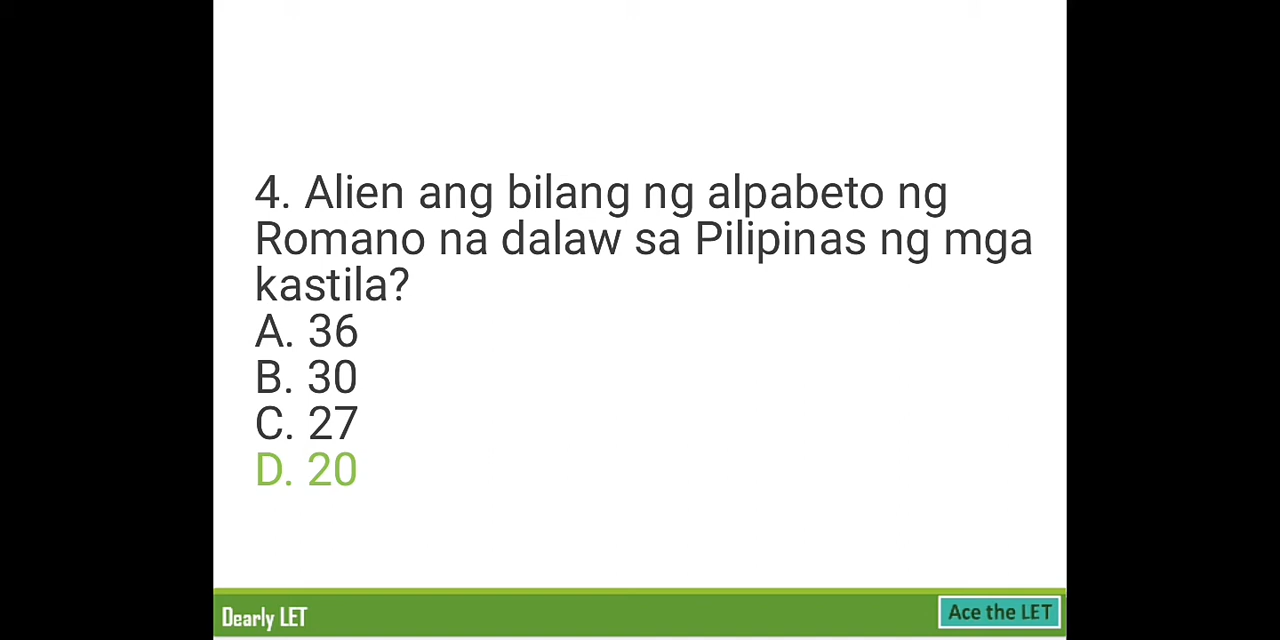 4. Alien ang bilang ng alpabeto ng
Romano na dalaw sa Pilipinas ng mga
kastila?
A. 36
B. 30
C. 27
D. 20
Dearly LET
Ace the LET